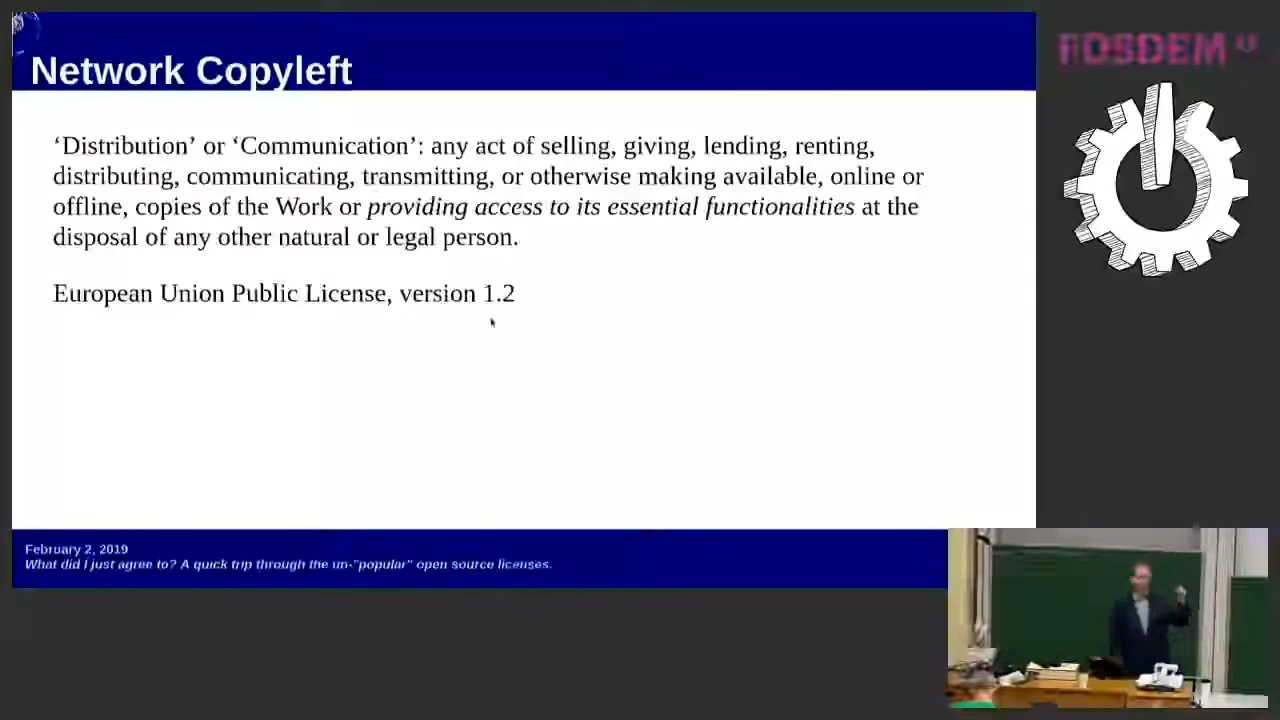 Network Copyleft
‘Distribution’ or ‘Communication’: any act of selling, giving, lending, renting,
distributing, communicating, transmitting, or otherwise making available, online or
offline, copies of the Work or providing access to its essential functionalities at the
disposal of any other natural or legal person.
European Union Public License, version 1.2
February 2, 2019
What did I just agree to? A quick trip through the un-"popular" open source licenses.
FOSDEM